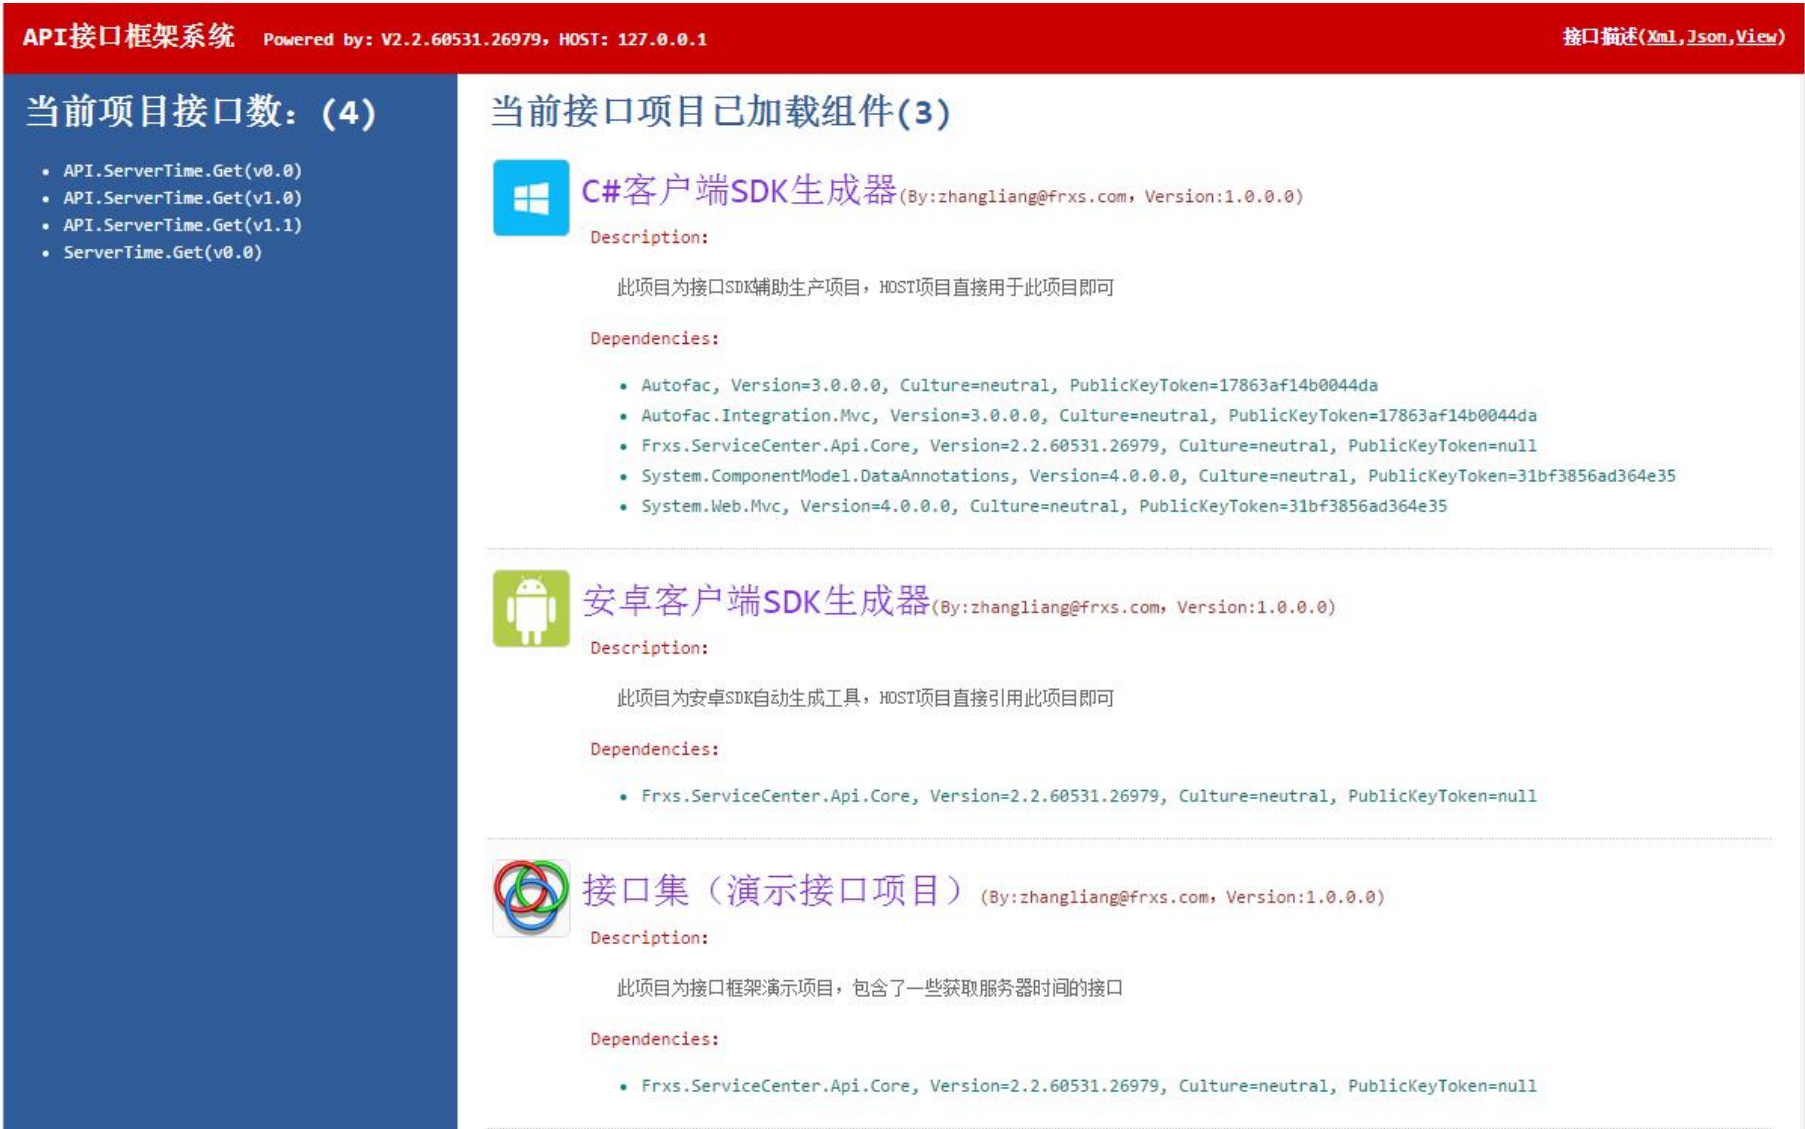 API接口框架系统 Powered by: V2.2.60531.26979, HOST: 127.0.0.1
接口描述(Xml,Json,View)
当前项目接口数: (4)
API.ServerTime.Get(v0.0)
API.ServerTime.Get(v1.0)
API.ServerTime.Get(v1.1)
ServerTime.Get(v0.0)
当前接口项目已加载组件(3)
C#客户端SDK生成器(By:zhangliang@frxs.com, Version:1.0.0.0)
Description:
此项目为接口SDK辅助生产项目，HOST项目直接用于此项目即可
Dependencies:
Autofac, Version=3.0.0.0, Culture=neutral, PublicKeyToken=17863af14b0044da
Autofac.Integration.Mvc, Version=3.0.0.0, Culture=neutral, PublicKeyToken=17863af14b0044da
Frxs.ServiceCenter.Api.Core, Version=2.2.60531.26979, Culture=neutral, PublicKeyToken=null
System.ComponentModel.DataAnnotations, Version=4.0.0.0, Culture=neutral, PublicKeyToken=31bf3856ad364e35
System.Web.Mvc, Version=4.0.0.0, Culture=neutral, PublicKeyToken=31bf3856ad364e35
安卓客户端SDK生成器(By:zhangliang@frxs.com, Version:1.0.0.0)
Description:
此项目为安卓SDK自动生成工具，HOST项目直接引用此项目即可
Dependencies:
Frxs.ServiceCenter.Api.Core, Version=2.2.60531.26979, Culture=neutral, PublicKeyToken=null
接口集（演示接口项目）(By:zhangliang@frxs.com, Version:1.0.0.0)
Description:
此项目为接口框架演示项目，包含了一些获取服务器时间的接口
Dependencies:
Frxs.ServiceCenter.Api.Core, Version=2.2.60531.26979, Culture=neutral, PublicKeyToken=null